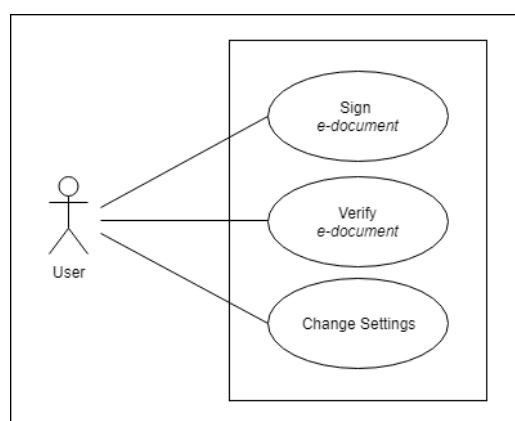 Sign
e-document
Verify
e-document
User
Change Settings